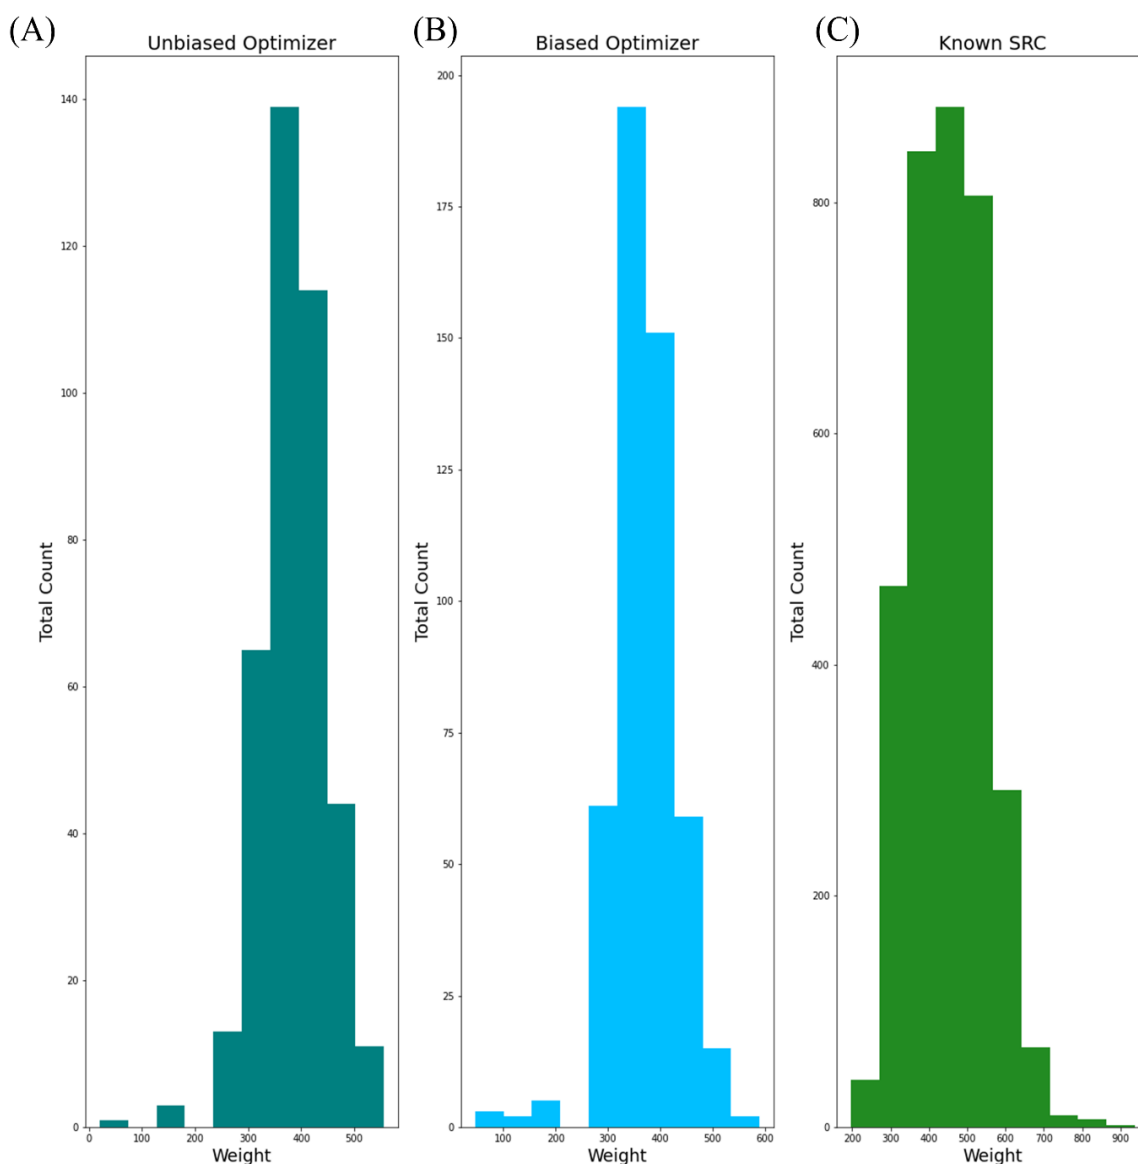 (A)
Unbiased Optimizer
140
120
100
80
60
40
20
0
Total Count
0 100 200 300 400 500
Weight
(B)
Biased Optimizer
200
175
150
125
100
75
50
25
0
Total Count
100 200 300 400 500 600
Weight
(C)
Known SRC
800
600
400
200
0
Total Count
200 300 400 500 600 700 800 900
Weight